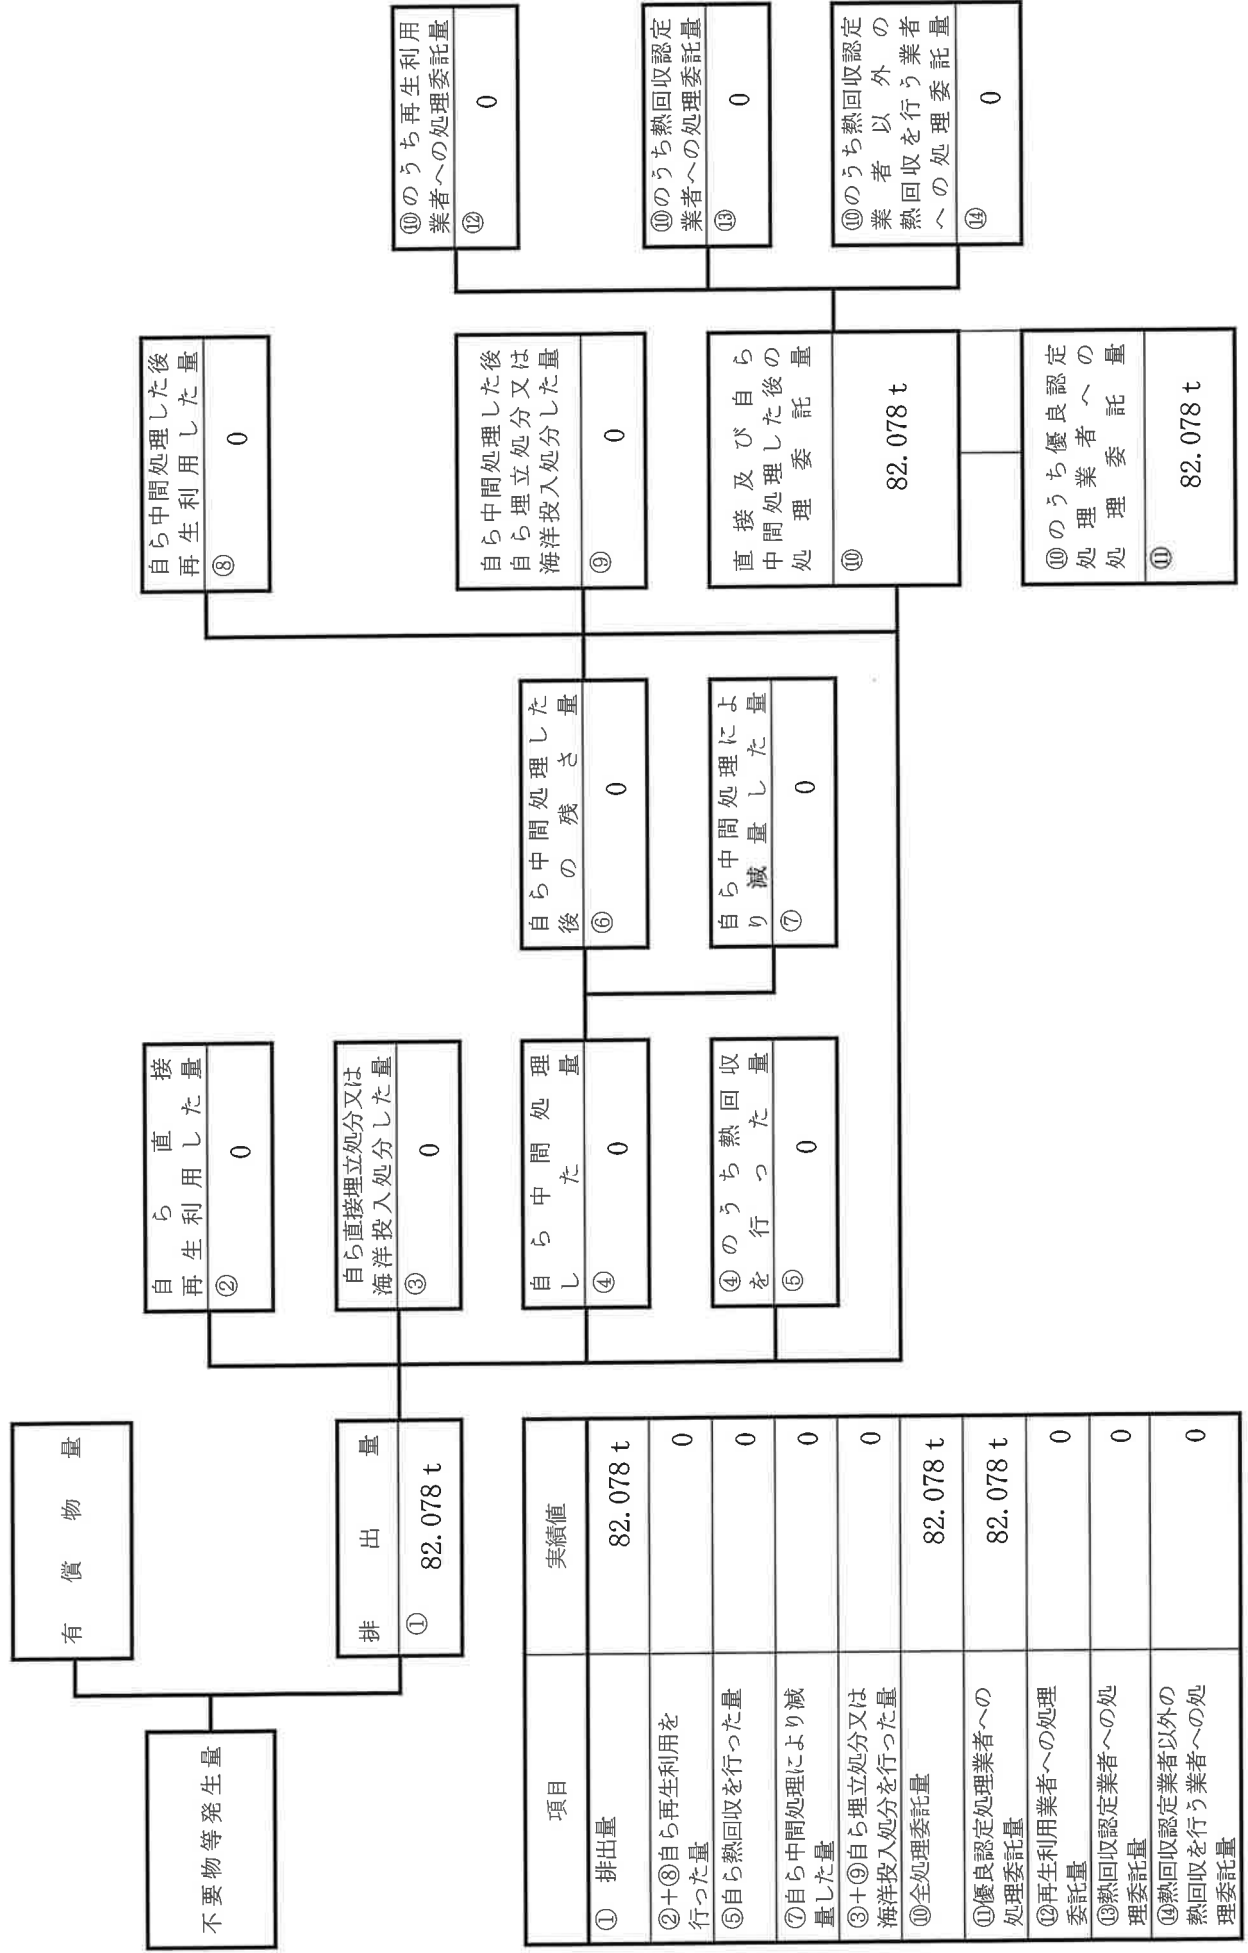 不要物等発生量
有償物量
排出量
① 82.078 t
自ら直接
再生利用した量
② 0
自ら直接埋立処分又は
海洋投入処分した量
③ 0
自ら中間処理
した量
④ 0
④のうち熱回収
を行った量
⑤ 0
自ら中間処理した
後の残さ量
⑥ 0
自ら中間処理によ
り減量した量
⑦ 0
自ら中間処理した後
再生利用した量
⑧ 0
自ら中間処理した後
自ら埋立処分又は
海洋投入処分した量
⑨ 0
直接及び自ら
中間処理した後の
処理委託量
⑩ 82.078 t
⑩のうち優良認定
処理業者への
処理委託量
⑪ 82.078 t
⑩のうち再生利用
業者への処理委託量
⑫ 0
⑩のうち熱回収認定
業者への処理委託量
⑬ 0
⑩のうち熱回収認定
業者以外の
熱回収を行う業者
への処理委託量
⑭ 0
項目 実績値
① 排出量 82.078 t
②+⑧自ら再生利用を
行った量 0
⑤自ら熱回収を行った量 0
⑦自ら中間処理により減
量した量 0
③+⑨自ら埋立処分又は
海洋投入処分を行った量 0
⑩全処理委託量 82.078 t
⑪優良認定処理業者への
処理委託量 82.078 t
⑫再生利用業者への処理
委託量 0
⑬熱回収認定業者への処
理委託量 0
⑭熱回収認定業者以外の
熱回収を行う業者への処
理委託量 0